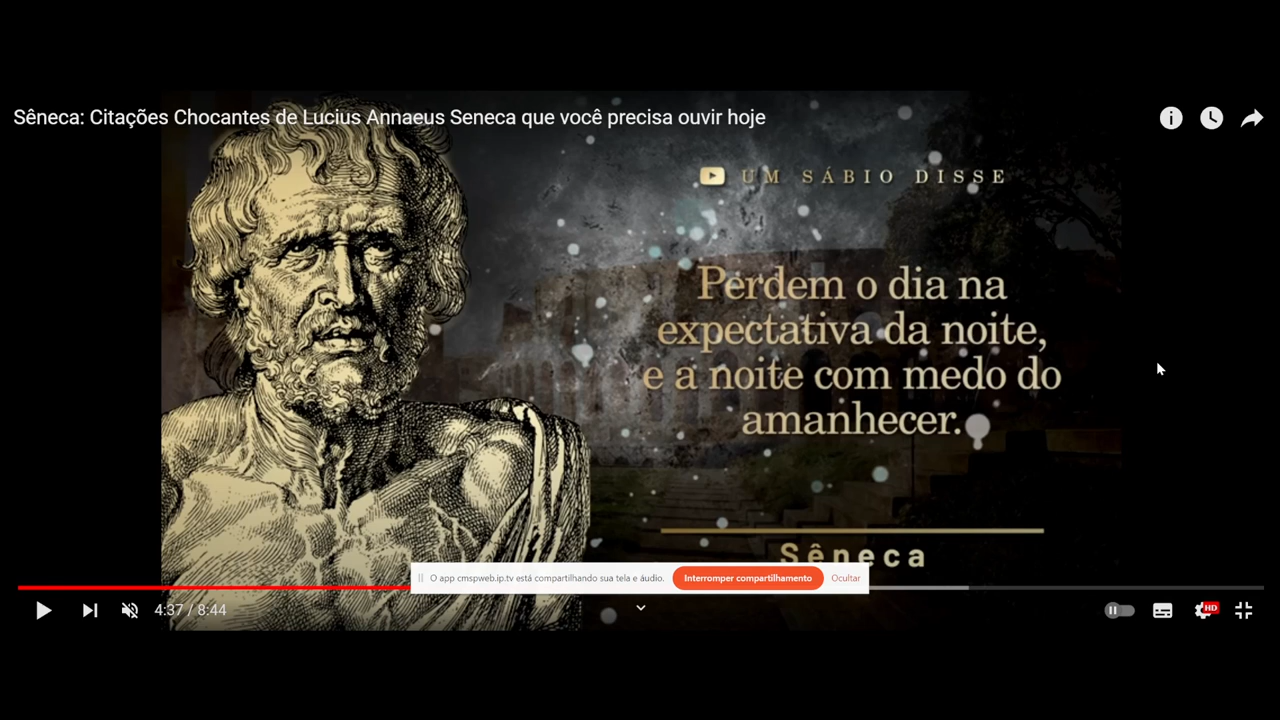 Sêneca: Citações Chocantes de Lucius Annaeus Seneca que você precisa ouvir hoje
UM SÁBIO DISSE
Perdem o dia na
expectativa da noite,
e a noite com medo do
amanhecer.
Sêneca
O app cmspweb.ip.tv está compartilhando sua tela e áudio. Interromper compartilhamento Ocultar
4:37 / 8:44 HD